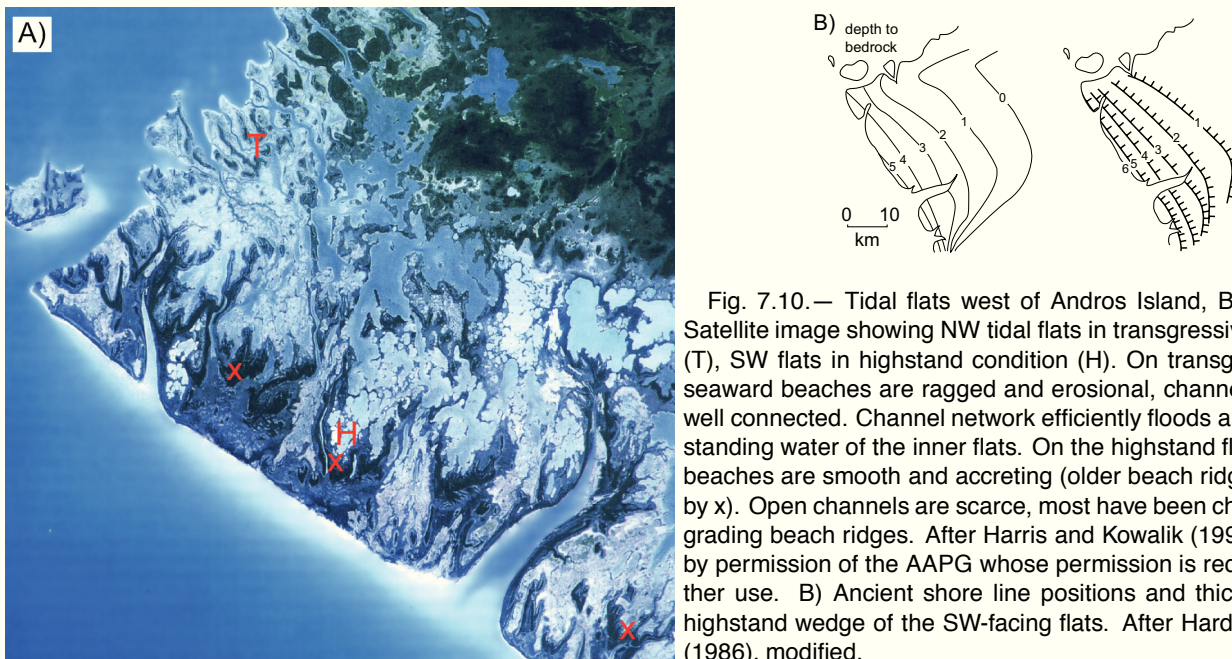 A)
T
X
H
X
X
B)
depth to
bedrock
0
1
2
3
4
5
0 10
km
1
2
3
4
5
6
Fig. 7.10.— Tidal flats west of Andros Island, B
Satellite image showing NW tidal flats in transgressiv
(T), SW flats in highstand condition (H). On transg
seaward beaches are ragged and erosional, channe
well connected. Channel network efficiently floods a
standing water of the inner flats. On the highstand fl
beaches are smooth and accreting (older beach ridg
by x). Open channels are scarce, most have been ch
grading beach ridges. After Harris and Kowalik (199
by permission of the AAPG whose permission is rec
ther use. B) Ancient shore line positions and thic
highstand wedge of the SW-facing flats. After Hard
(1986), modified.